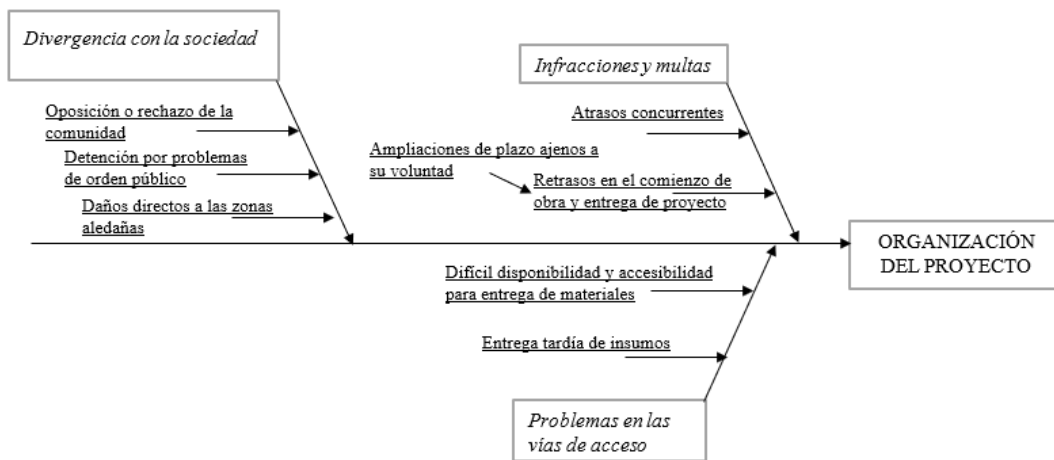 Divergencia con la sociedad
Oposición o rechazo de la
comunidad
Detención por problemas
de orden público
Daños directos a las zonas
aledañas
Infracciones y multas
Atrasos concurrentes
Ampliaciones de plazo ajenos a
su voluntad
Retrasos en el comienzo de
obra y entrega de proyecto
ORGANIZACIÓN
DEL PROYECTO
Difícil disponibilidad y accesibilidad
para entrega de materiales
Entrega tardía de insumos
Problemas en las
vías de acceso